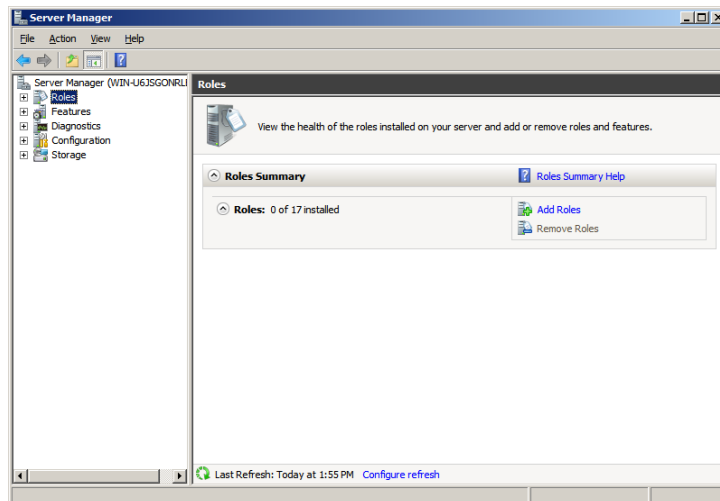 Server Manager
File Action View Help
Server Manager (WIN-U6JSGONRLI
Roles
Features
Diagnostics
Configuration
Storage
Roles
View the health of the roles installed on your server and add or remove roles and features.
Roles Summary
Roles Summary Help
Roles: 0 of 17 installed
Add Roles
Remove Roles
Last Refresh: Today at 1:55 PM Configure refresh